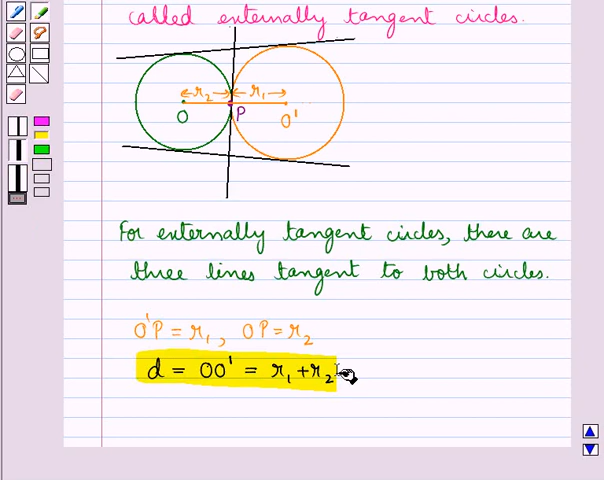 called externally tangent circles.
r₂ r₁
O P O'
For externally tangent circles, there are
three lines tangent to both circles.
O'P = r₁, OP = r₂
d = OO' = r₁ + r₂